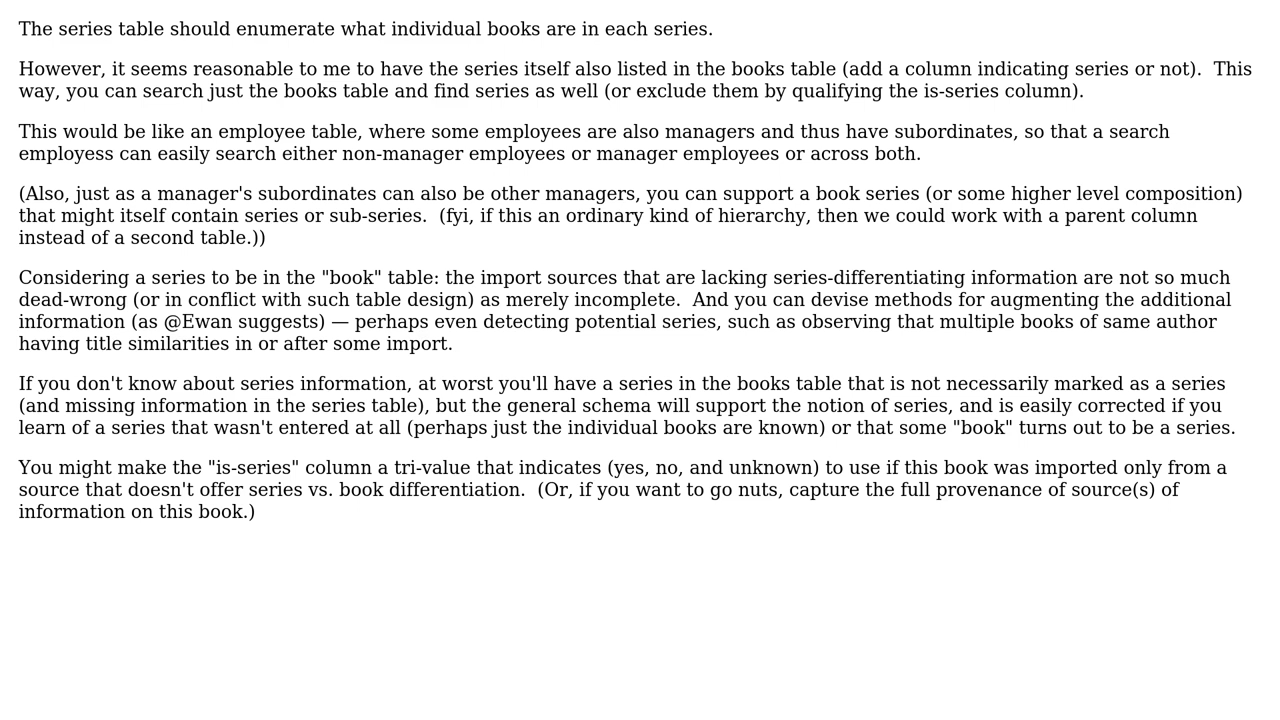 The series table should enumerate what individual books are in each series.
However, it seems reasonable to me to have the series itself also listed in the books table (add a column indicating series or not).  This
way, you can search just the books table and find series as well (or exclude them by qualifying the is-series column).
This would be like an employee table, where some employees are also managers and thus have subordinates, so that a search
employess can easily search either non-manager employees or manager employees or across both.
(Also, just as a manager's subordinates can also be other managers, you can support a book series (or some higher level composition)
that might itself contain series or sub-series.  (fyi, if this an ordinary kind of hierarchy, then we could work with a parent column
instead of a second table.))
Considering a series to be in the "book" table: the import sources that are lacking series-differentiating information are not so much
dead-wrong (or in conflict with such table design) as merely incomplete.  And you can devise methods for augmenting the additional
information (as @Ewan suggests) — perhaps even detecting potential series, such as observing that multiple books of same author
having title similarities in or after some import.
If you don't know about series information, at worst you'll have a series in the books table that is not necessarily marked as a series
(and missing information in the series table), but the general schema will support the notion of series, and is easily corrected if you
learn of a series that wasn't entered at all (perhaps just the individual books are known) or that some "book" turns out to be a series.
You might make the "is-series" column a tri-value that indicates (yes, no, and unknown) to use if this book was imported only from a
source that doesn't offer series vs. book differentiation.  (Or, if you want to go nuts, capture the full provenance of source(s) of
information on this book.)